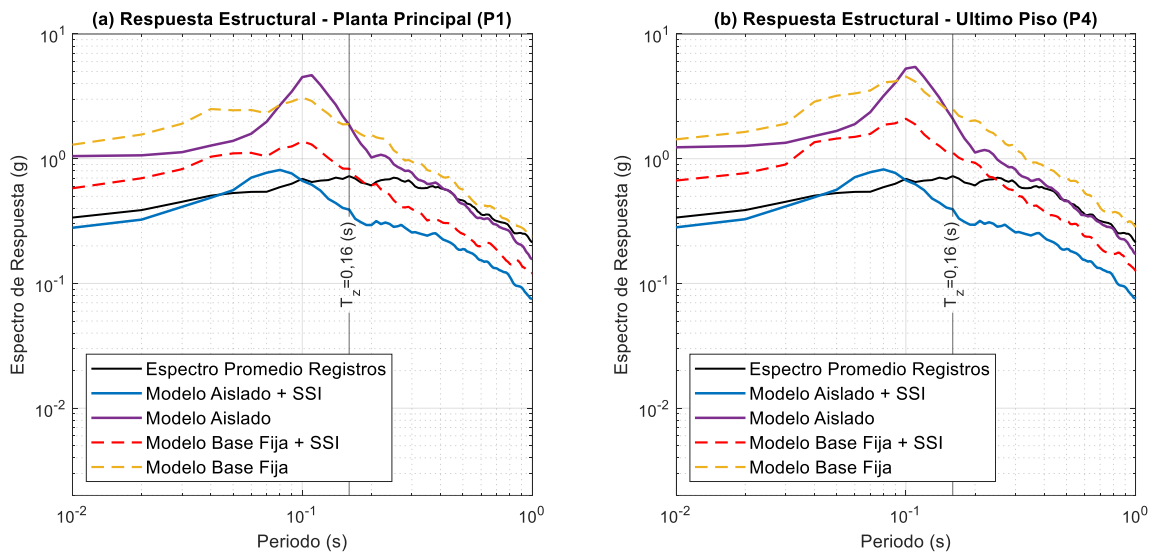 (a) Respuesta Estructural - Planta Principal (P1)
Espectro de Respuesta (g)
10^1
10^0
10^-1
10^-2
T_z=0,16 (s)
Espectro Promedio Registros
Modelo Aislado + SSI
Modelo Aislado
Modelo Base Fija + SSI
Modelo Base Fija
10^-2
10^-1
10^0
Periodo (s)
(b) Respuesta Estructural - Ultimo Piso (P4)
Espectro de Respuesta (g)
10^1
10^0
10^-1
10^-2
T_z=0,16 (s)
Espectro Promedio Registros
Modelo Aislado + SSI
Modelo Aislado
Modelo Base Fija + SSI
Modelo Base Fija
10^-2
10^-1
10^0
Periodo (s)